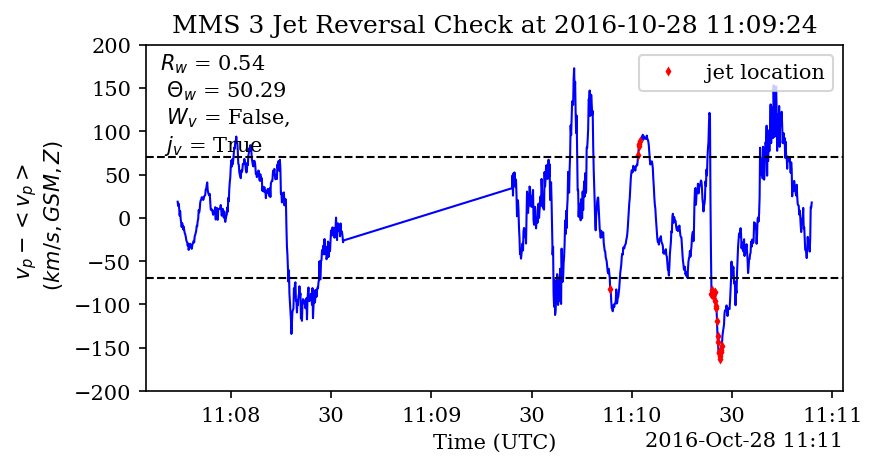 MMS 3 Jet Reversal Check at 2016-10-28 11:09:24
R_w = 0.54
Θ_w = 50.29
W_v = False,
j_v = True
jet location
v_p − < v_p >
(km/s, GSM, Z)
200
150
100
50
0
−50
−100
−150
−200
11:08 30 11:09 30 11:10 30 11:11
Time (UTC)
2016-Oct-28 11:11